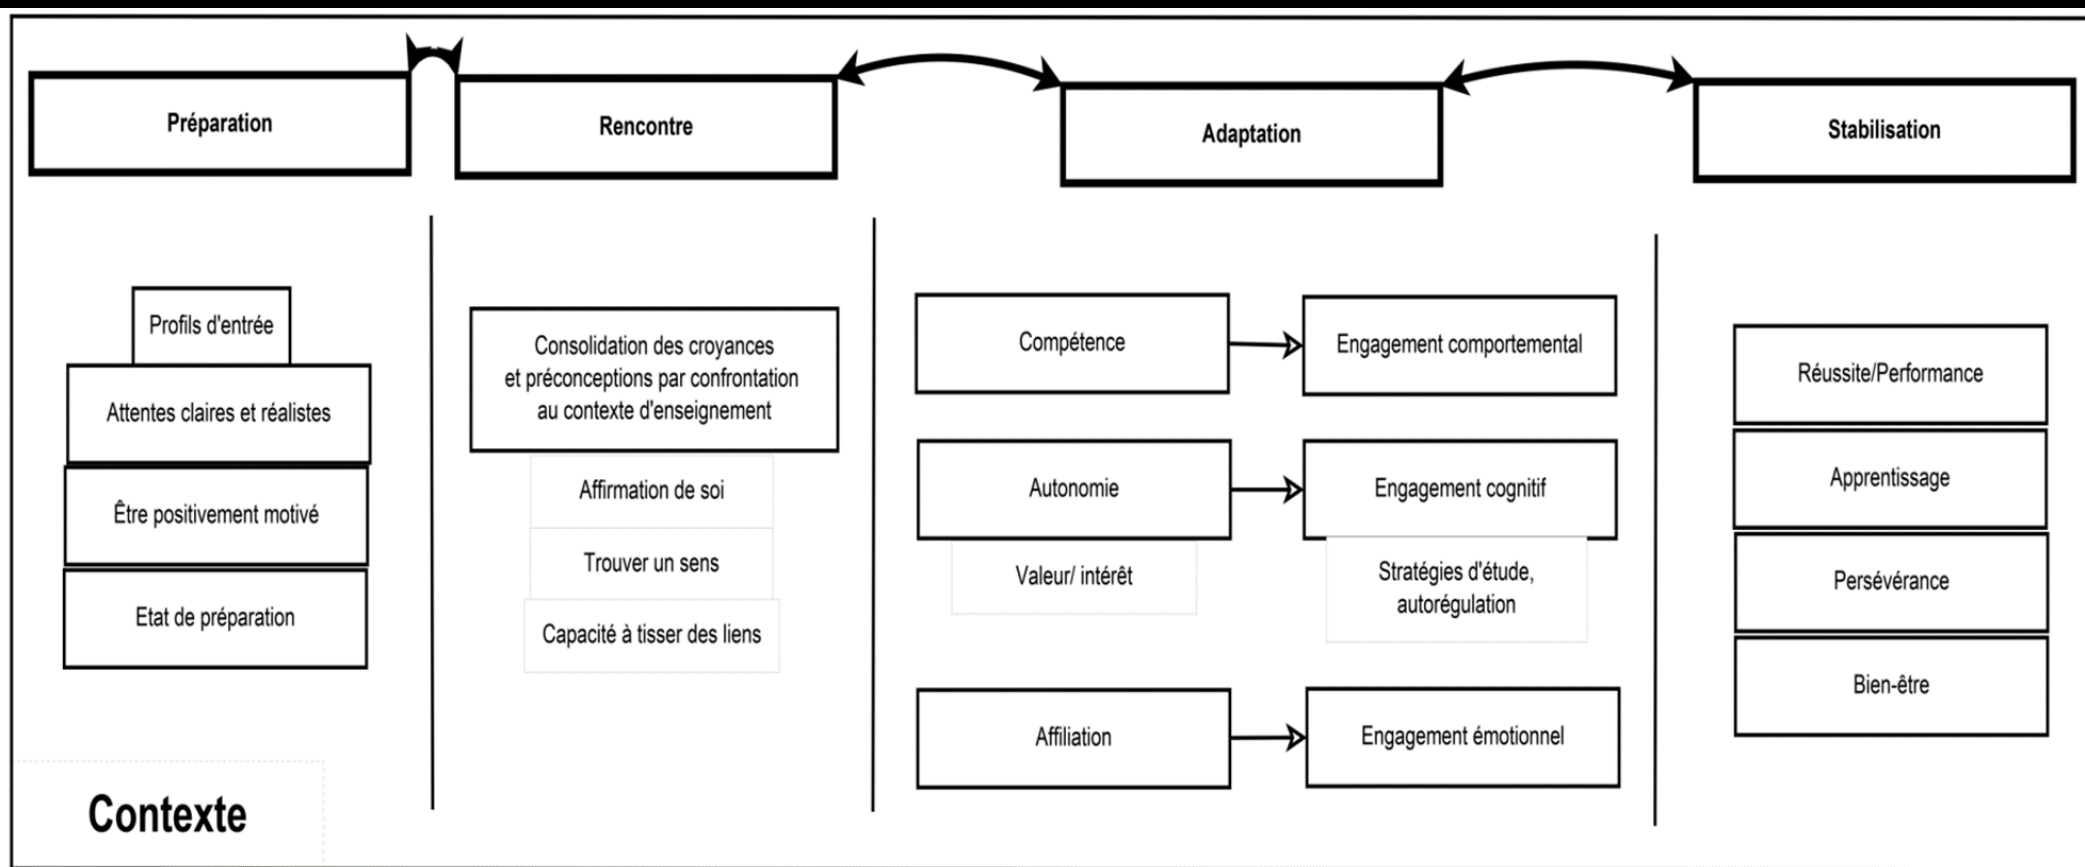 Préparation
Rencontre
Adaptation
Stabilisation
Profils d'entrée
Attentes claires et réalistes
Être positivement motivé
Etat de préparation
Consolidation des croyances
et préconceptions par confrontation
au contexte d'enseignement
Affirmation de soi
Trouver un sens
Capacité à tisser des liens
Compétence
Engagement comportemental
Autonomie
Engagement cognitif
Valeur/ intérêt
Stratégies d'étude,
autorégulation
Affiliation
Engagement émotionnel
Réussite/Performance
Apprentissage
Persévérance
Bien-être
Contexte